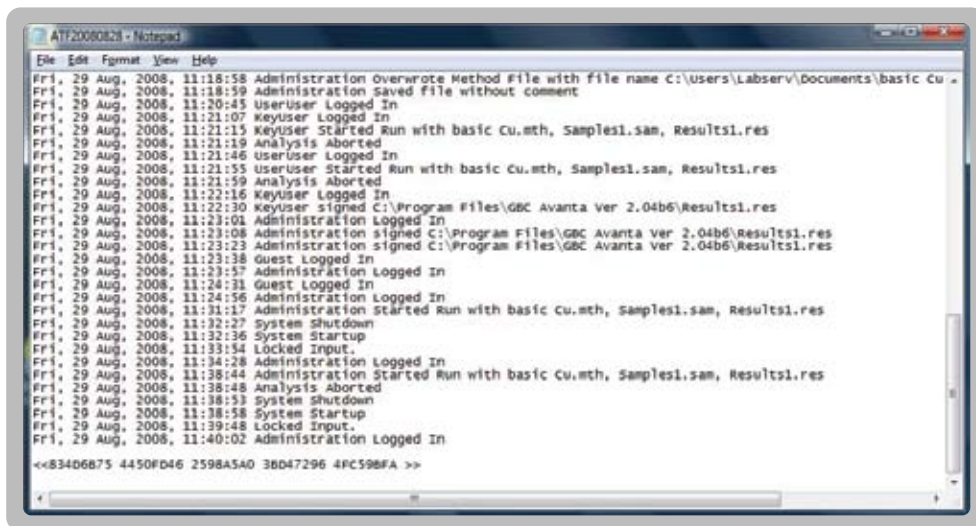 ATF20080828 - Notepad
File Edit Format View Help
Fri, 29 Aug, 2008, 11:18:58 Administration Overwrote Method File with file name C:\Users\Labserv\Documents\basic Cu
Fri, 29 Aug, 2008, 11:18:59 Administration Saved file without comment
Fri, 29 Aug, 2008, 11:20:45 UserUser Logged In
Fri, 29 Aug, 2008, 11:21:07 KeyUser Logged In
Fri, 29 Aug, 2008, 11:21:15 KeyUser Started Run with basic Cu.mth, Samples1.sam, Results1.res
Fri, 29 Aug, 2008, 11:21:19 Analysis Aborted
Fri, 29 Aug, 2008, 11:21:46 UserUser Logged In
Fri, 29 Aug, 2008, 11:21:55 UserUser Started Run with basic Cu.mth, Samples1.sam, Results1.res
Fri, 29 Aug, 2008, 11:21:59 Analysis Aborted
Fri, 29 Aug, 2008, 11:22:16 KeyUser Logged In
Fri, 29 Aug, 2008, 11:22:30 KeyUser signed C:\Program Files\GBC Avanta Ver 2.04b6\Results1.res
Fri, 29 Aug, 2008, 11:23:01 Administration Logged In
Fri, 29 Aug, 2008, 11:23:08 Administration signed C:\Program Files\GBC Avanta Ver 2.04b6\Results1.res
Fri, 29 Aug, 2008, 11:23:23 Administration signed C:\Program Files\GBC Avanta Ver 2.04b6\Results1.res
Fri, 29 Aug, 2008, 11:23:38 Guest Logged In
Fri, 29 Aug, 2008, 11:23:57 Administration Logged In
Fri, 29 Aug, 2008, 11:24:31 Guest Logged In
Fri, 29 Aug, 2008, 11:24:56 Administration Logged In
Fri, 29 Aug, 2008, 11:31:17 Administration Started Run with basic Cu.mth, Samples1.sam, Results1.res
Fri, 29 Aug, 2008, 11:32:27 System Shutdown
Fri, 29 Aug, 2008, 11:32:36 System Startup
Fri, 29 Aug, 2008, 11:33:54 Locked Input.
Fri, 29 Aug, 2008, 11:34:28 Administration Logged In
Fri, 29 Aug, 2008, 11:38:44 Administration Started Run with basic Cu.mth, Samples1.sam, Results1.res
Fri, 29 Aug, 2008, 11:38:48 Analysis Aborted
Fri, 29 Aug, 2008, 11:38:53 System Shutdown
Fri, 29 Aug, 2008, 11:38:58 System Startup
Fri, 29 Aug, 2008, 11:39:48 Locked Input.
Fri, 29 Aug, 2008, 11:40:02 Administration Logged In
<<834D6B75 4450FD46 2598A5A0 3BD47296 4FC59BFA >>